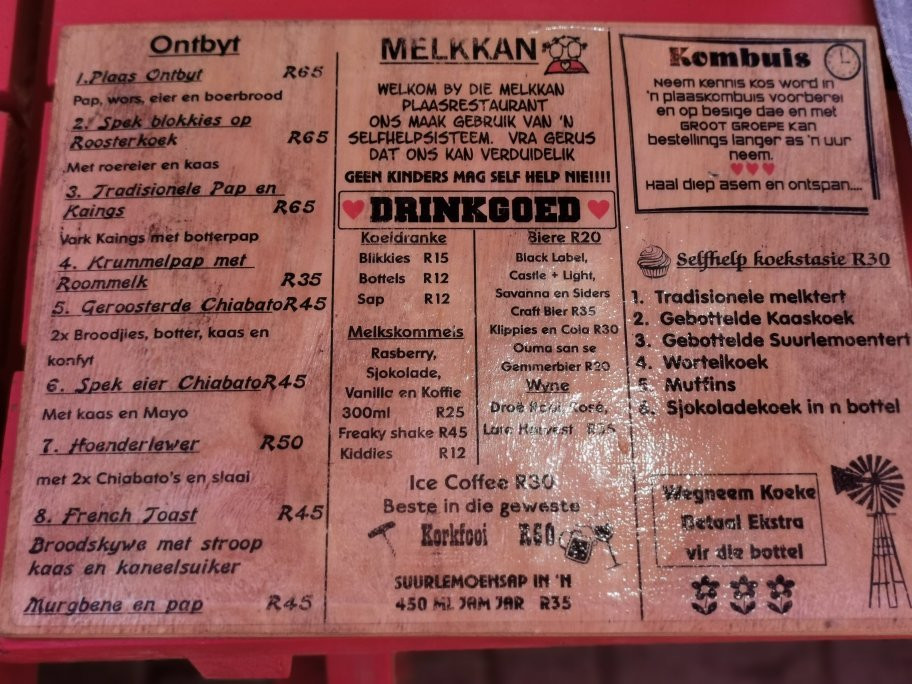 Ontbyt
1.Plaas Ontbyt R65
Pap, wors, eier en boerbrood
2. Spek blokkies op
Roosterkoek R65
Met roereier en kaas
3. Tradisionele Pap en
Kaings R65
Vark Kaings met botterpap
4. Krummelpap met
Roommelk R35
5. Geroosterde Chiabato R45
2x Broodjies, botter, kaas en
konfyt
6. Spek eier Chiabato R45
Met kaas en Mayo
7. Hoenderlewer R50
met 2x Chiabato's en slaai
8. French Toast R45
Broodskywe met stroop
kaas en kaneelsuiker
Murgbene en pap R45
MELKKAN
WELKOM BY DIE MELKKAN
PLAASRESTAURANT
ONS MAAK GEBRUIK VAN 'N
SELFHELPSISTEEM. VRA GERUS
DAT ONS KAN VERDUIDELIK
GEEN KINDERS MAG SELF HELP NIE!!!!
DRINKGOED
Koeldranke
Blikkies R15
Bottels R12
Sap R12
Melkskommels
Rasberry,
Sjokolade,
Vanilla en Koffie
300ml R25
Freaky shake R45
Kiddies R12
Biere R20
Black Label,
Castle + Light,
Savanna en Siders
Craft Bier R35
Klippies en Cola R30
Ouma san se
Gemmerbier R20
Wyne
Droë Rooi, Rosé,
Late Harvest R35
Ice Coffee R30
Beste in die geweste
Korkfooi R60
SUURLEMOENSAP IN 'N
450 ML JAM JAR R35
Kombuis
Neem kennis kos word in
'n plaaskombuis voorberei
en op besige dae en met
GROOT GROEPE kan
bestellings langer as 'n uur
neem.
Haal diep asem en ontspan....
Selfhelp koekstasie R30
1. Tradisionele melktert
2. Gebottelde Kaaskoek
3. Gebottelde Suurlemoentert
4. Wortelkoek
5. Muffins
6. Sjokoladekoek in n bottel
Wegneem Koeke
Betaal Ekstra
vir die bottel